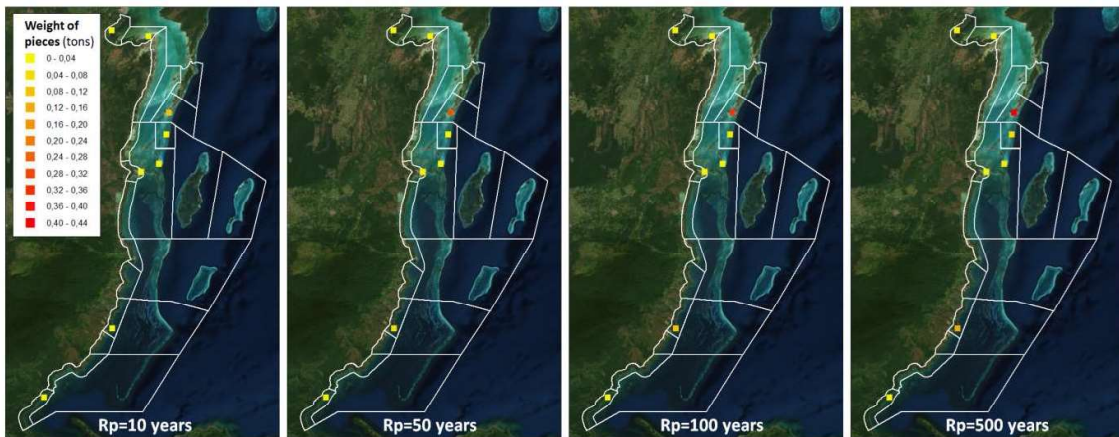 Weight of
pieces (tons)
0 - 0,04
0,04 - 0,08
0,08 - 0,12
0,12 - 0,16
0,16 - 0,20
0,20 - 0,24
0,24 - 0,28
0,28 - 0,32
0,32 - 0,36
0,36 - 0,40
0,40 - 0,44
Rp=10 years
Rp=50 years
Rp=100 years
Rp=500 years